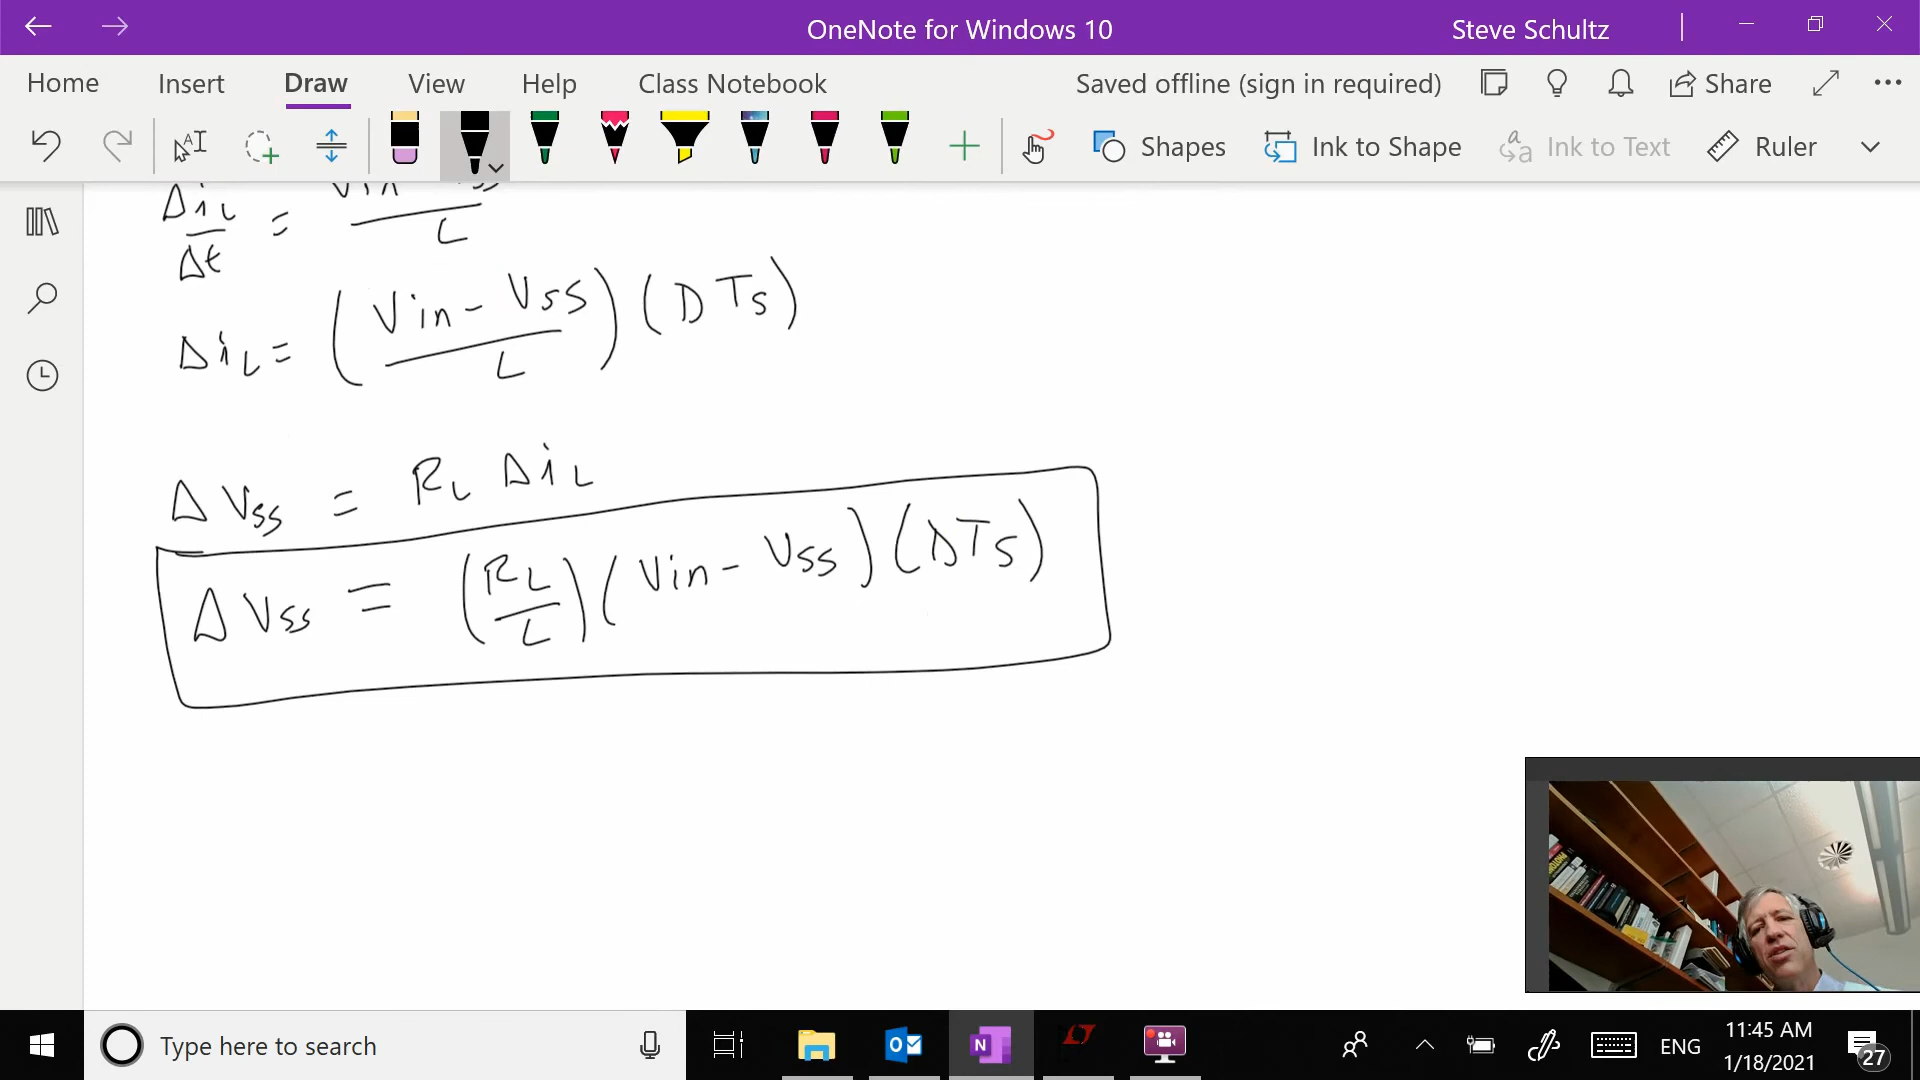 OneNote for Windows 10
Steve Schultz
Home Insert Draw View Help Class Notebook
Saved offline (sign in required) Share
Shapes Ink to Shape Ink to Text Ruler
ΔiL/Δt = Vin - Vss/L
ΔiL = (Vin - Vss/L)(DTs)
ΔVss = RL ΔiL
ΔVss = (RL/L)(Vin - Vss)(DTs)
Type here to search
ENG
11:45 AM
1/18/2021
27